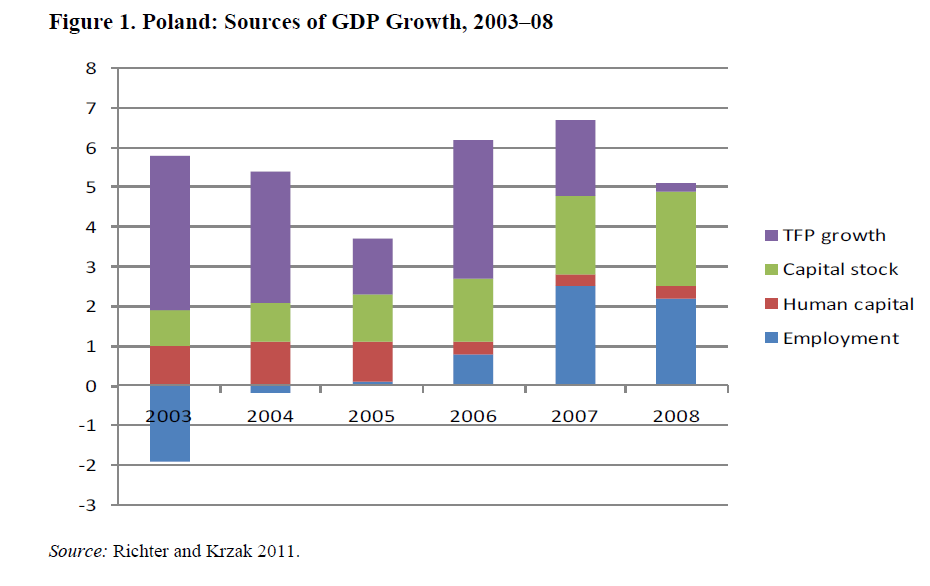 Figure 1. Poland: Sources of GDP Growth, 2003–08
8
7
6
5
4
3
2
1
0
-1
-2
-3
2003 2004 2005 2006 2007 2008
TFP growth
Capital stock
Human capital
Employment
Source: Richter and Krzak 2011.